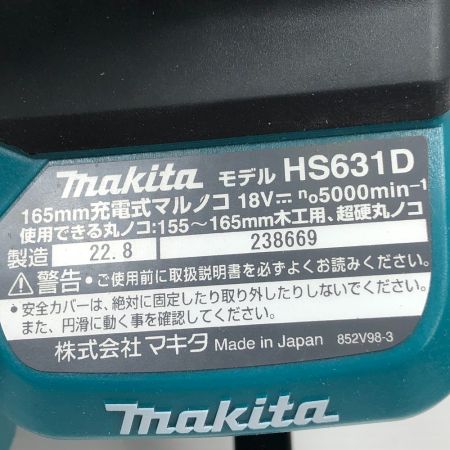 makita モデル HS631D
165mm充電式マルノコ 18V⎓ n₀5000min⁻¹
使用できる丸ノコ:155～165mm木工用、超硬丸ノコ
製造 22.8 238669
⚠警告 • ご使用前に取扱説明書を必ずよくお読みください。
• 安全カバーは、絶対に固定したり取り外したりしないでください。
また、円滑に動く事を確認してください。
株式会社マキタ Made in Japan 852V98-3
makita